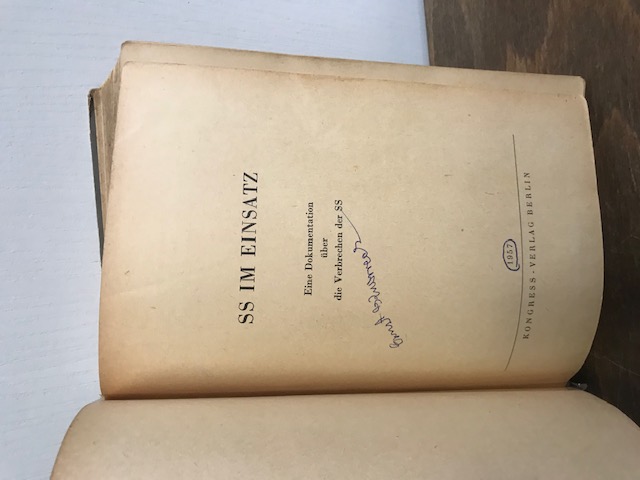 SS IM EINSATZ
Eine Dokumentation
über
die Verbrechen der SS
1957
KONGRESS-VERLAG BERLIN